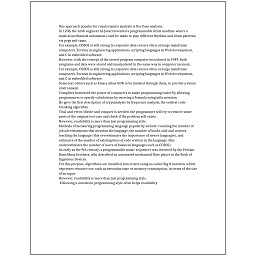 One approach popular for requirements analysis is Use Case analysis.
In 1206, the Arab engineer Al-Jazari invented a programmable drum machine where a
musical mechanical automaton could be made to play different rhythms and drum patterns,
via pegs and cams.
For example, COBOL is still strong in corporate data centers often on large mainframe
computers, Fortran in engineering applications, scripting languages in Web development,
and C in embedded software.
However, with the concept of the stored-program computer introduced in 1949, both
programs and data were stored and manipulated in the same way in computer memory.
For example, COBOL is still strong in corporate data centers often on large mainframe
computers, Fortran in engineering applications, scripting languages in Web development,
and C in embedded software.
Some text editors such as Emacs allow GDB to be invoked through them, to provide a visual
environment.
Compilers harnessed the power of computers to make programming easier by allowing
programmers to specify calculations by entering a formula using infix notation.
He gave the first description of cryptanalysis by frequency analysis, the earliest code-
breaking algorithm.
Trial-and-error/divide-and-conquer is needed: the programmer will try to remove some
parts of the original test case and check if the problem still exists.
However, readability is more than just programming style.
Methods of measuring programming language popularity include: counting the number of
job advertisements that mention the language, the number of books sold and courses
teaching the language (this overestimates the importance of newer languages), and
estimates of the number of existing lines of code written in the language (this
underestimates the number of users of business languages such as COBOL).
As early as the 9th century, a programmable music sequencer was invented by the Persian
Banu Musa brothers, who described an automated mechanical flute player in the Book of
Ingenious Devices.
For this purpose, algorithms are classified into orders using so-called Big O notation, which
expresses resource use, such as execution time or memory consumption, in terms of the size
of an input.
However, readability is more than just programming style.
Following a consistent programming style often helps readability.